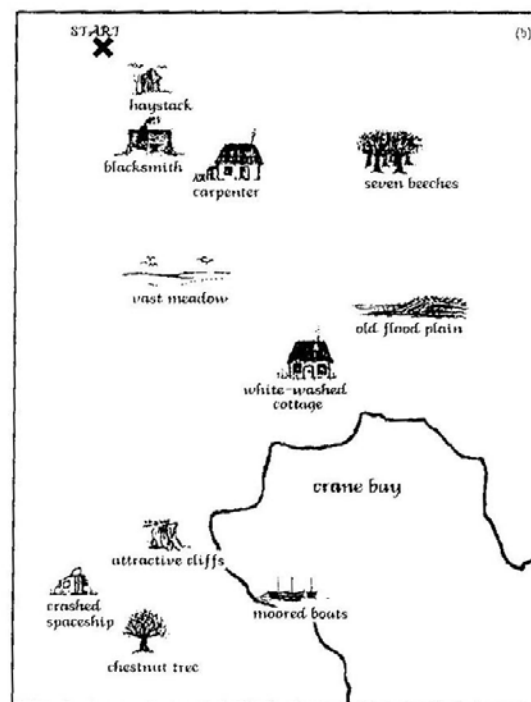 START
(b)
haystack
blacksmith
carpenter
seven beeches
vast meadow
old flood plain
white-washed
cottage
crane bay
attractive cliffs
crashed
spaceship
moored boats
chestnut tree